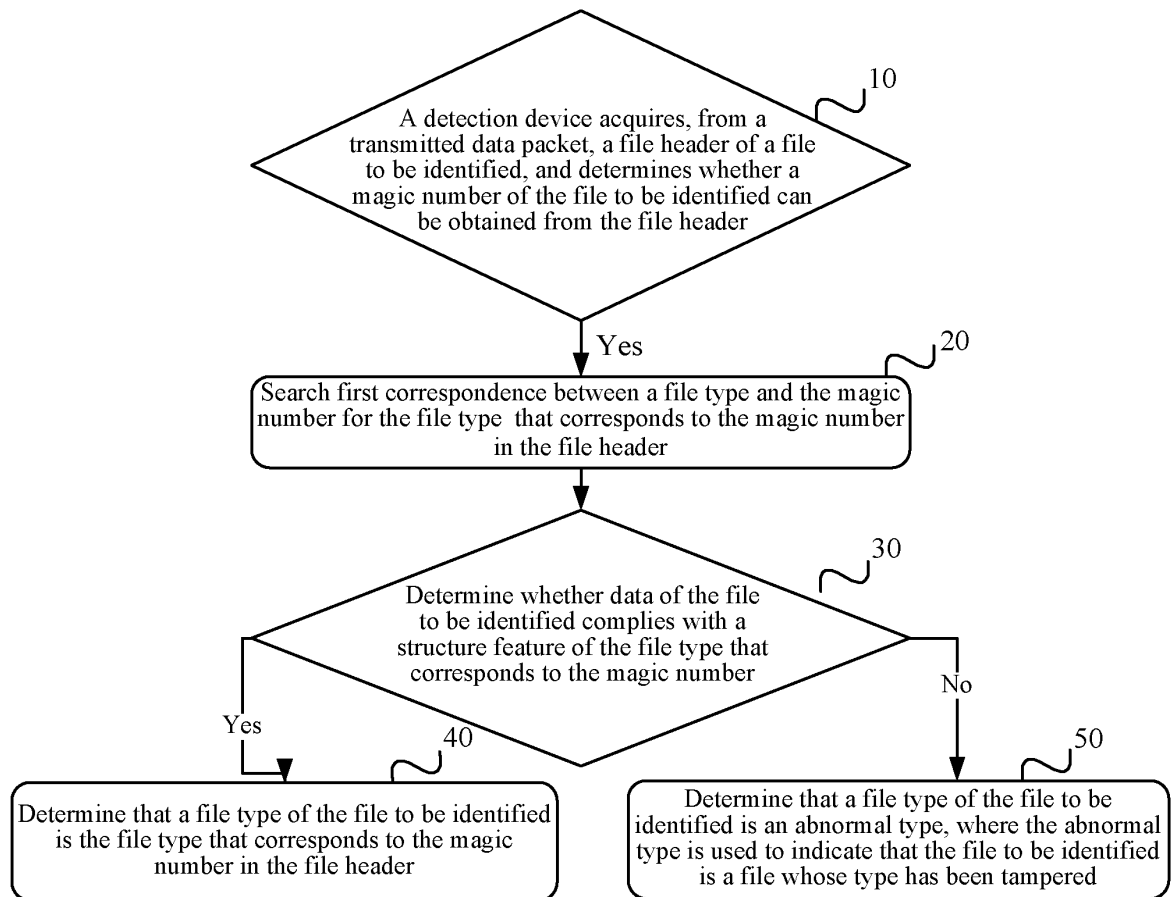 10
A detection device acquires, from a
transmitted data packet, a file header of a file
to be identified, and determines whether a
magic number of the file to be identified can
be obtained from the file header
Yes
20
Search first correspondence between a file type and the magic
number for the file type that corresponds to the magic number
in the file header
30
Determine whether data of the file
to be identified complies with a
structure feature of the file type that
corresponds to the magic number
Yes
No
40
Determine that a file type of the file to be identified
is the file type that corresponds to the magic
number in the file header
50
Determine that a file type of the file to be
identified is an abnormal type, where the abnormal
type is used to indicate that the file to be identified
is a file whose type has been tampered